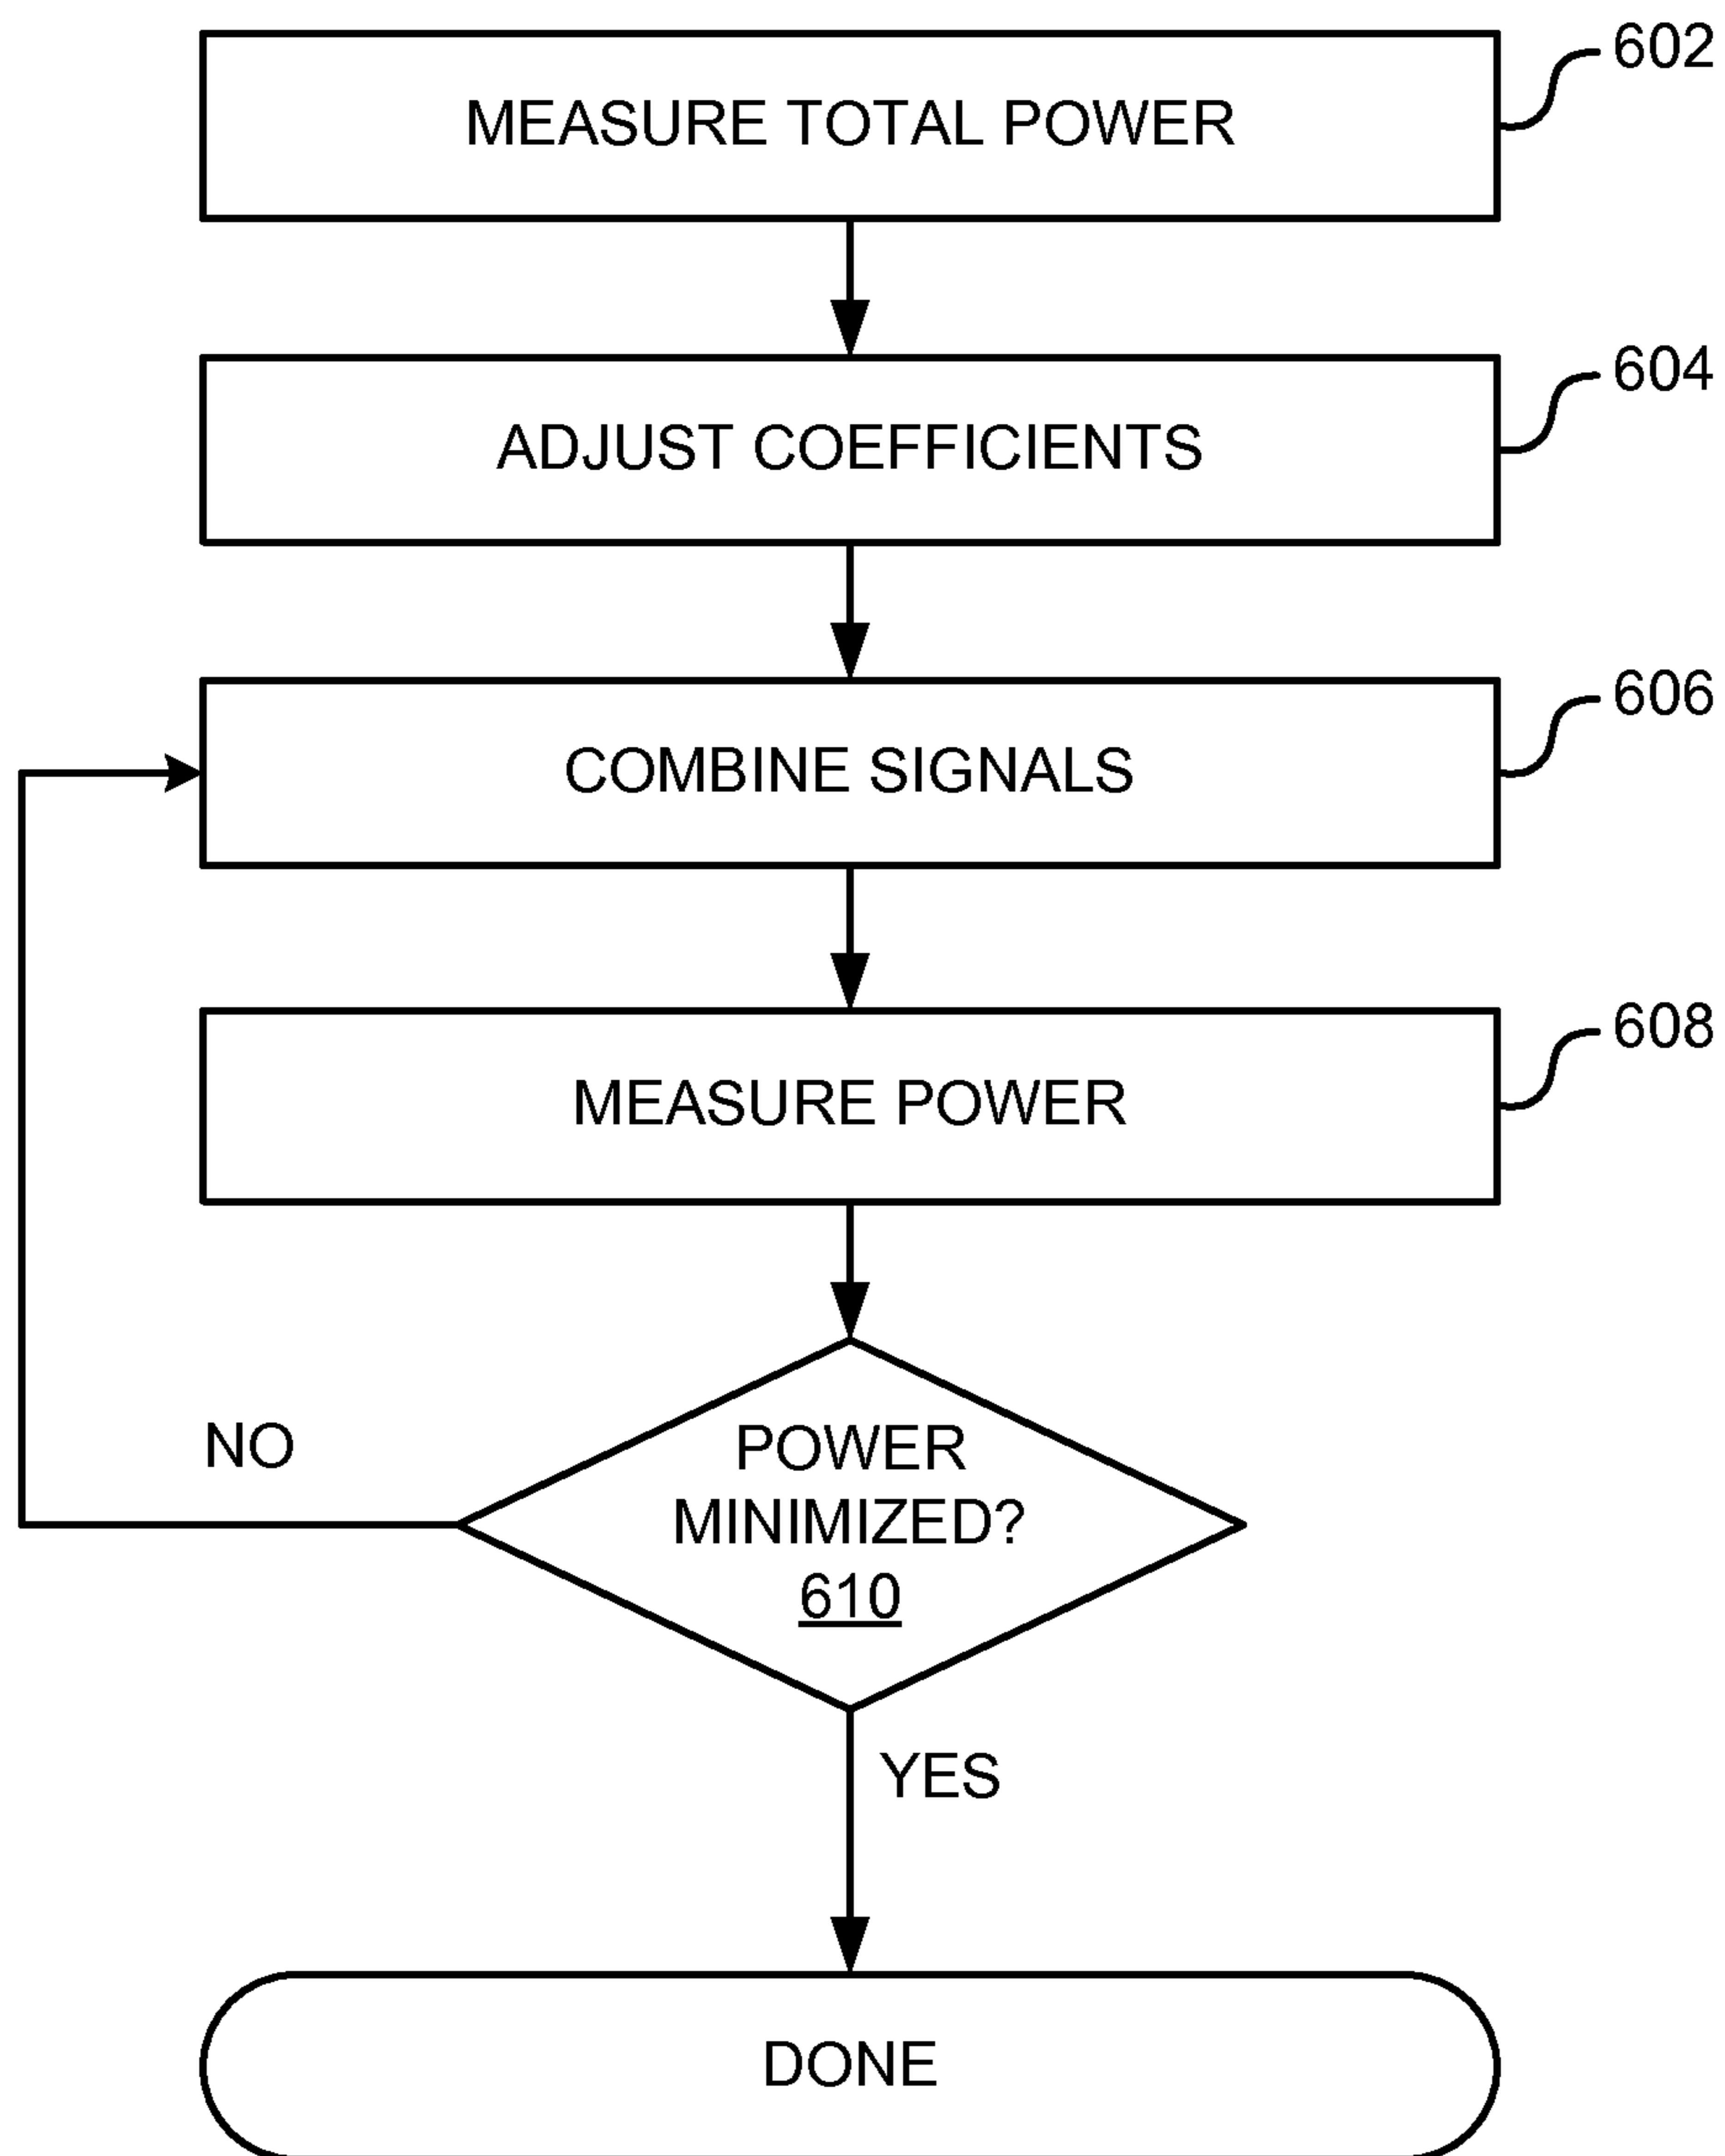 602
MEASURE TOTAL POWER
604
ADJUST COEFFICIENTS
606
COMBINE SIGNALS
608
MEASURE POWER
NO
POWER
MINIMIZED?
610
YES
DONE